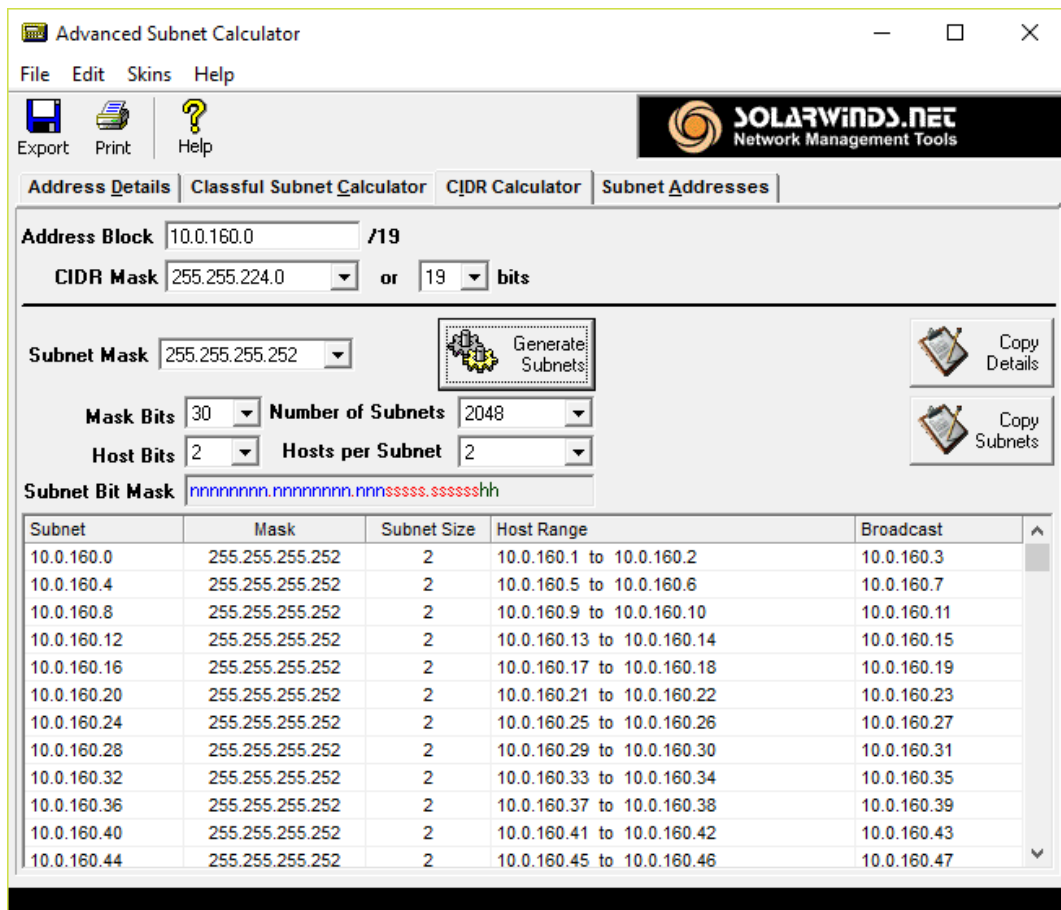 Advanced Subnet Calculator
File Edit Skins Help
Export Print Help
SOLARWINDS.NET
Network Management Tools
Address Details Classful Subnet Calculator CIDR Calculator Subnet Addresses
Address Block 10.0.160.0 /19
CIDR Mask 255.255.224.0 or 19 bits
Subnet Mask 255.255.255.252 Generate Subnets Copy Details
Mask Bits 30 Number of Subnets 2048
Host Bits 2 Hosts per Subnet 2 Copy Subnets
Subnet Bit Mask nnnnnnnn.nnnnnnnn.nnnsssss.sssssshh
Subnet Mask Subnet Size Host Range Broadcast
10.0.160.0 255.255.255.252 2 10.0.160.1 to 10.0.160.2 10.0.160.3
10.0.160.4 255.255.255.252 2 10.0.160.5 to 10.0.160.6 10.0.160.7
10.0.160.8 255.255.255.252 2 10.0.160.9 to 10.0.160.10 10.0.160.11
10.0.160.12 255.255.255.252 2 10.0.160.13 to 10.0.160.14 10.0.160.15
10.0.160.16 255.255.255.252 2 10.0.160.17 to 10.0.160.18 10.0.160.19
10.0.160.20 255.255.255.252 2 10.0.160.21 to 10.0.160.22 10.0.160.23
10.0.160.24 255.255.255.252 2 10.0.160.25 to 10.0.160.26 10.0.160.27
10.0.160.28 255.255.255.252 2 10.0.160.29 to 10.0.160.30 10.0.160.31
10.0.160.32 255.255.255.252 2 10.0.160.33 to 10.0.160.34 10.0.160.35
10.0.160.36 255.255.255.252 2 10.0.160.37 to 10.0.160.38 10.0.160.39
10.0.160.40 255.255.255.252 2 10.0.160.41 to 10.0.160.42 10.0.160.43
10.0.160.44 255.255.255.252 2 10.0.160.45 to 10.0.160.46 10.0.160.47